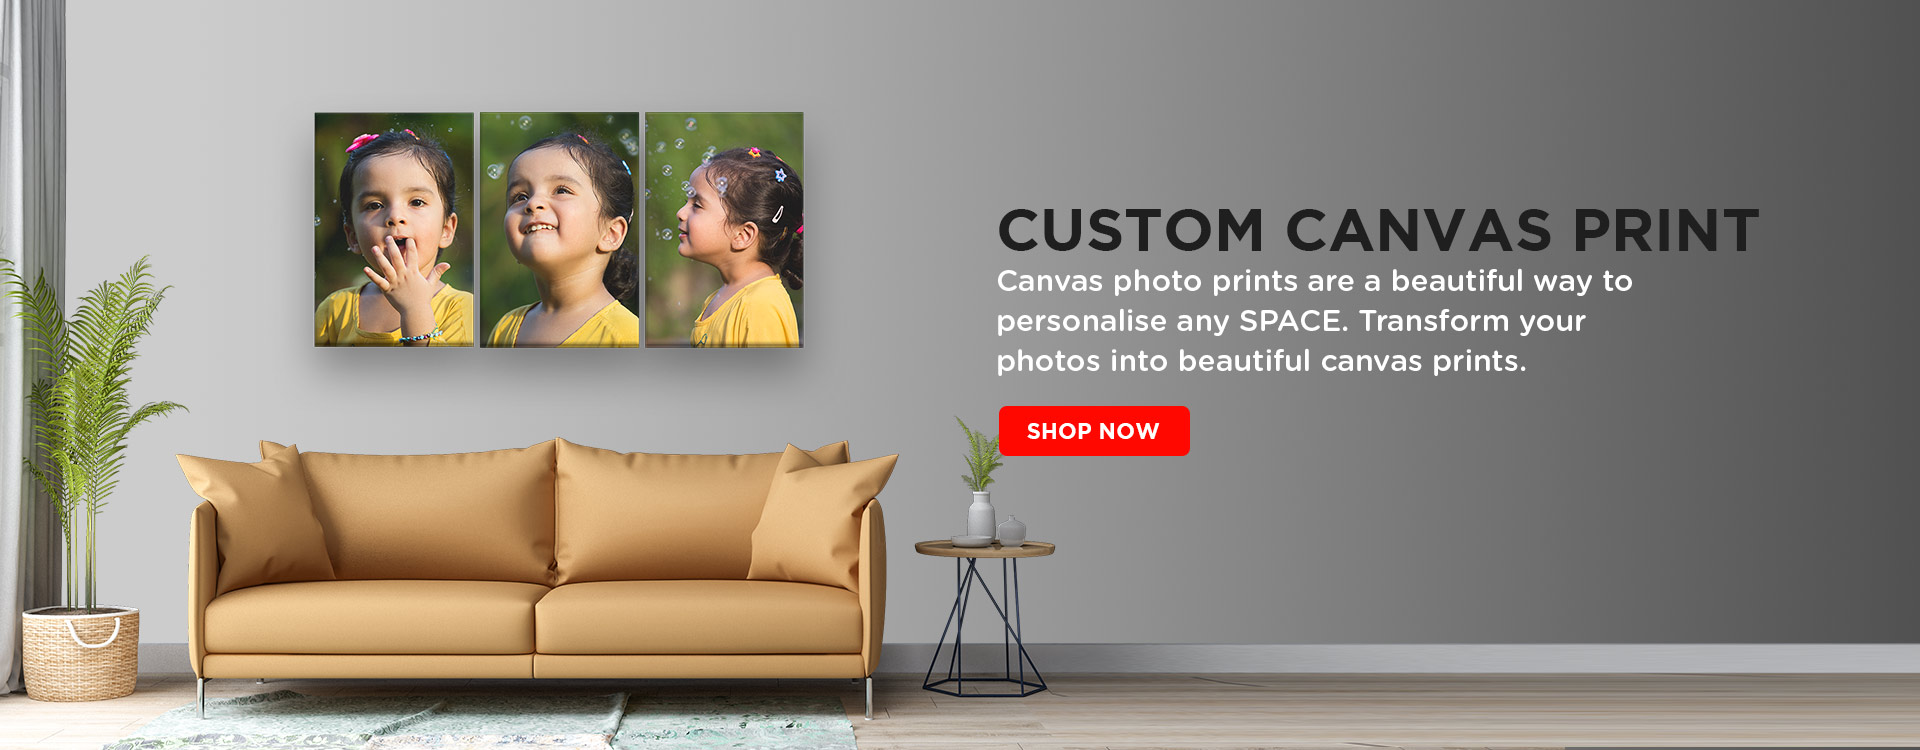 CUSTOM CANVAS PRINT
Canvas photo prints are a beautiful way to
personalise any SPACE. Transform your
photos into beautiful canvas prints.
SHOP NOW